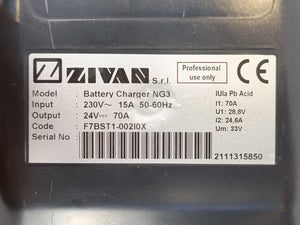 Z ZIVAN S.r.l.
Professional use only
CE
Model : Battery Charger NG3
Input : 230V~ 15A 50-60Hz
Output : 24V⎓ 70A
Code : F7BST1-002I0X
Serial No :
IUIa Pb Acid
I1: 70A
U1: 28,8V
I2: 24,6A
Um: 33V
2111315850